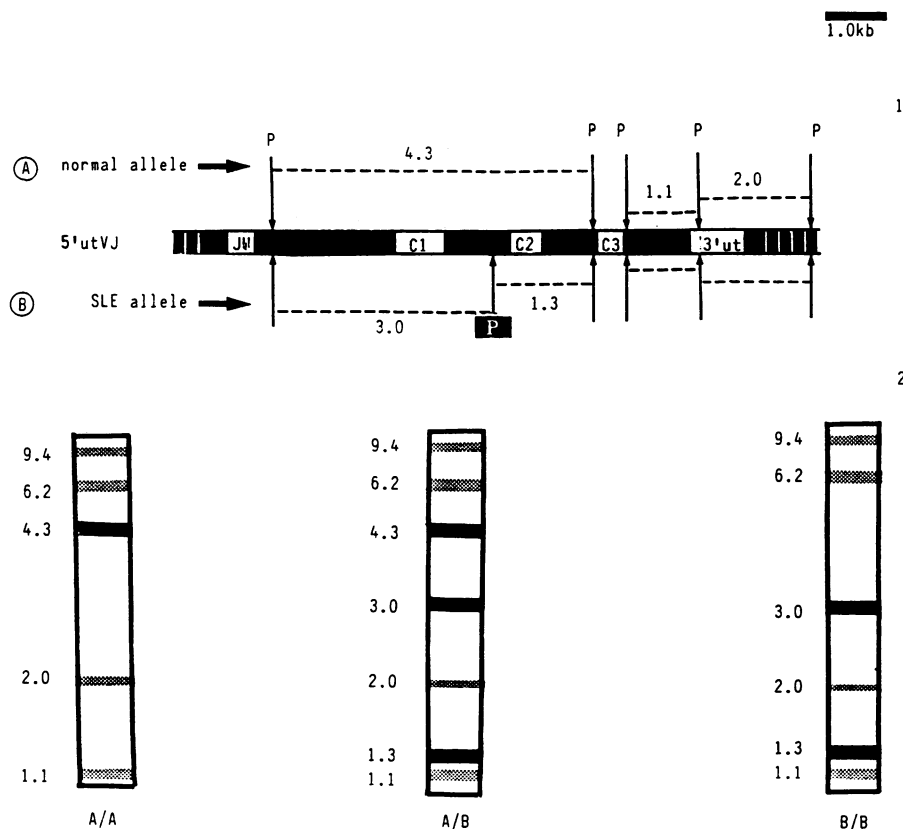 1.0kb
1
P P P P P
A normal allele
4.3
1.1 2.0
5'utVJ
JM C1 C2 C3 3'ut
B SLE allele
3.0 1.3
P
2
9.4 9.4 9.4
6.2 6.2 6.2
4.3 4.3
3.0 3.0
2.0 2.0 2.0
1.3 1.3
1.1 1.1 1.1
A/A A/B B/B